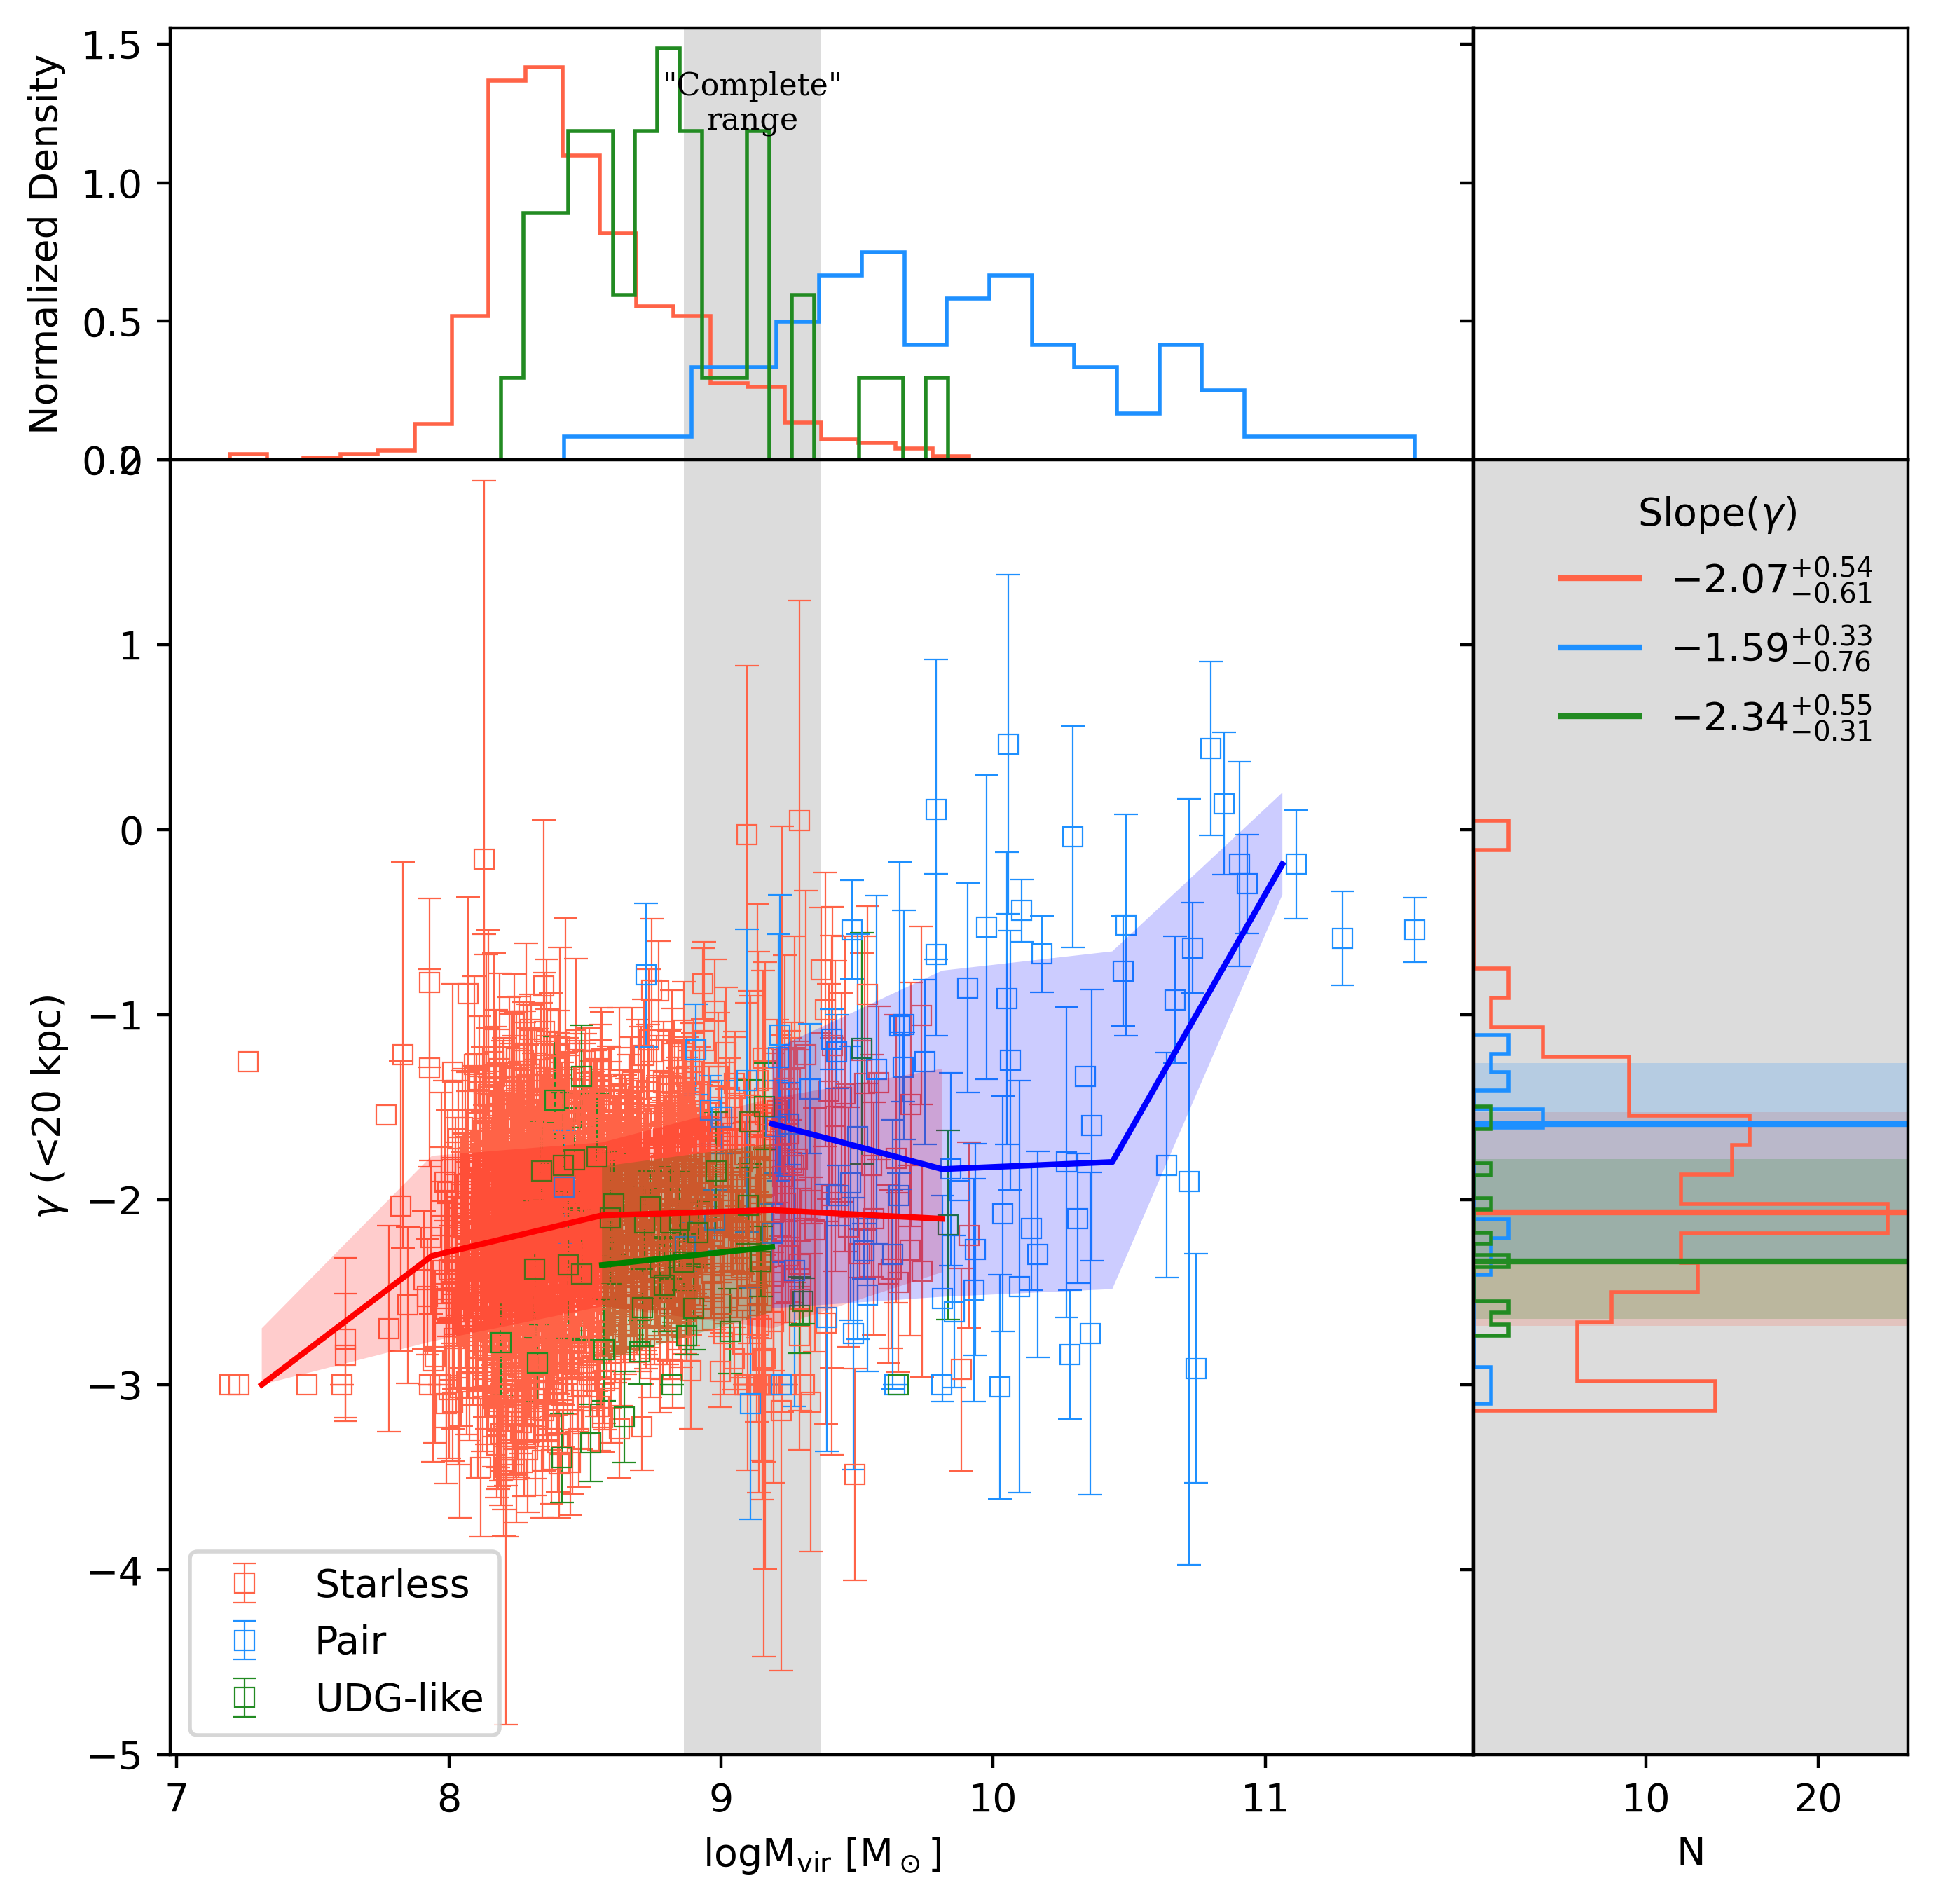 1.5
1.0
0.5
0.0
Normalized Density
"Complete"
range
2
1
0
−1
−2
−3
−4
−5
γ (<20 kpc)
Slope(γ)
−2.07 +0.54 −0.61
−1.59 +0.33 −0.76
−2.34 +0.55 −0.31
Starless
Pair
UDG-like
7 8 9 10 11
logM_vir [M_⊙]
10 20
N